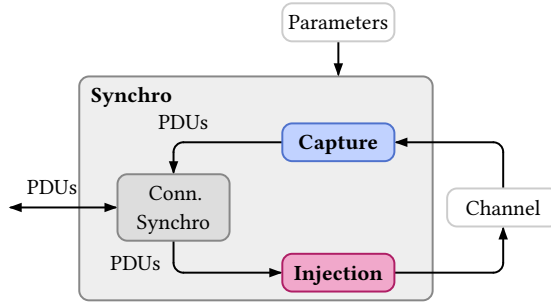 Parameters
Synchro
PDUs
Capture
PDUs
Conn.
Synchro
Channel
PDUs
Injection